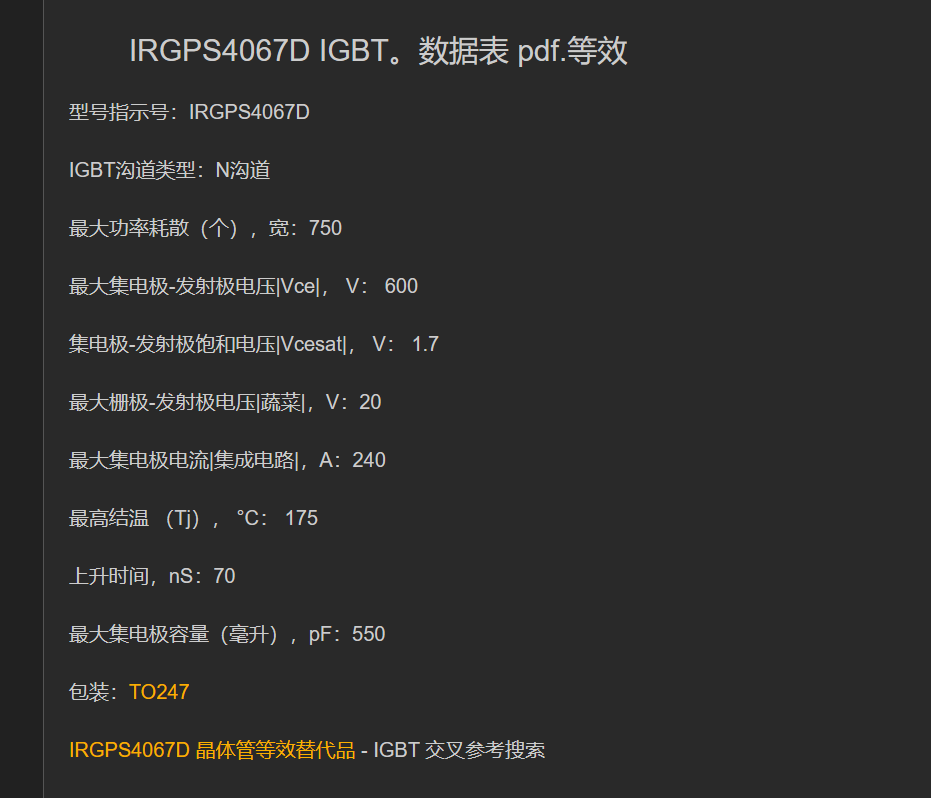 IRGPS4067D IGBT。数据表 pdf.等效
型号指示号：IRGPS4067D
IGBT沟道类型：N沟道
最大功率耗散（个），宽：750
最大集电极-发射极电压|Vce|， V： 600
集电极-发射极饱和电压|Vcesat|， V： 1.7
最大栅极-发射极电压|蔬菜|，V：20
最大集电极电流|集成电路|，A：240
最高结温 （Tj）， °C： 175
上升时间，nS：70
最大集电极容量（毫升），pF：550
包装：TO247
IRGPS4067D 晶体管等效替代品 - IGBT 交叉参考搜索